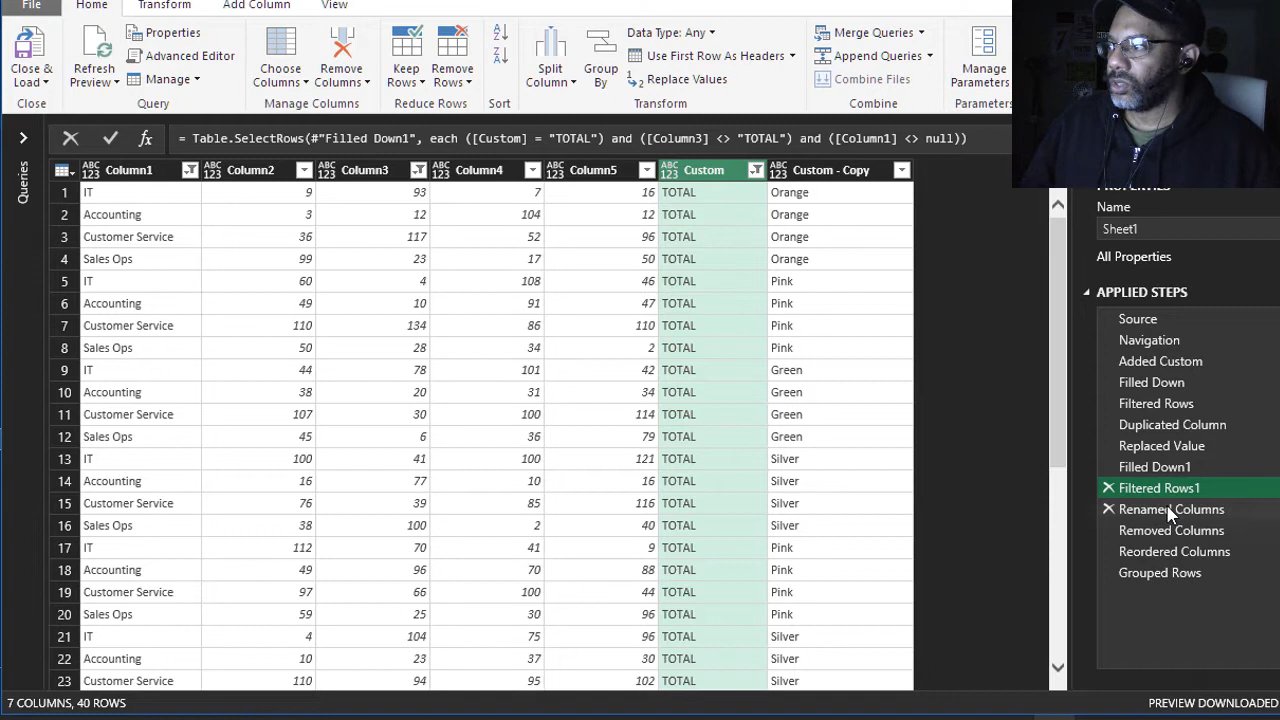 File Home Transform Add Column View
Close & Load
Close
Refresh Preview
Properties
Advanced Editor
Manage
Query
Choose Columns
Remove Columns
Manage Columns
Keep Rows
Remove Rows
Reduce Rows
Sort
Split Column
Group By
Data Type: Any
Use First Row As Headers
Replace Values
Transform
Merge Queries
Append Queries
Combine Files
Combine
Manage Parameters
Parameters
Queries
fx = Table.SelectRows(#"Filled Down1", each ([Custom] = "TOTAL") and ([Column3] <> "TOTAL") and ([Column1] <> null))
ABC 123 Column1 ABC 123 Column2 ABC 123 Column3 ABC 123 Column4 ABC 123 Column5 ABC 123 Custom ABC 123 Custom - Copy
1 IT 9 93 7 16 TOTAL Orange
2 Accounting 3 12 104 12 TOTAL Orange
3 Customer Service 36 117 52 96 TOTAL Orange
4 Sales Ops 99 23 17 50 TOTAL Orange
5 IT 60 4 108 46 TOTAL Pink
6 Accounting 49 10 91 47 TOTAL Pink
7 Customer Service 110 134 86 110 TOTAL Pink
8 Sales Ops 50 28 34 2 TOTAL Pink
9 IT 44 78 101 42 TOTAL Green
10 Accounting 38 20 31 34 TOTAL Green
11 Customer Service 107 30 100 114 TOTAL Green
12 Sales Ops 45 6 36 79 TOTAL Green
13 IT 100 41 100 121 TOTAL Silver
14 Accounting 16 77 10 16 TOTAL Silver
15 Customer Service 76 39 85 116 TOTAL Silver
16 Sales Ops 38 100 2 40 TOTAL Silver
17 IT 112 70 41 9 TOTAL Pink
18 Accounting 49 96 70 88 TOTAL Pink
19 Customer Service 97 66 100 44 TOTAL Pink
20 Sales Ops 59 25 30 96 TOTAL Pink
21 IT 4 104 75 96 TOTAL Silver
22 Accounting 10 23 37 30 TOTAL Silver
23 Customer Service 110 94 95 102 TOTAL Silver
PROPERTIES
Name
Sheet1
All Properties
APPLIED STEPS
Source
Navigation
Added Custom
Filled Down
Filtered Rows
Duplicated Column
Replaced Value
Filled Down1
Filtered Rows1
Renamed Columns
Removed Columns
Reordered Columns
Grouped Rows
7 COLUMNS, 40 ROWS
PREVIEW DOWNLOADED